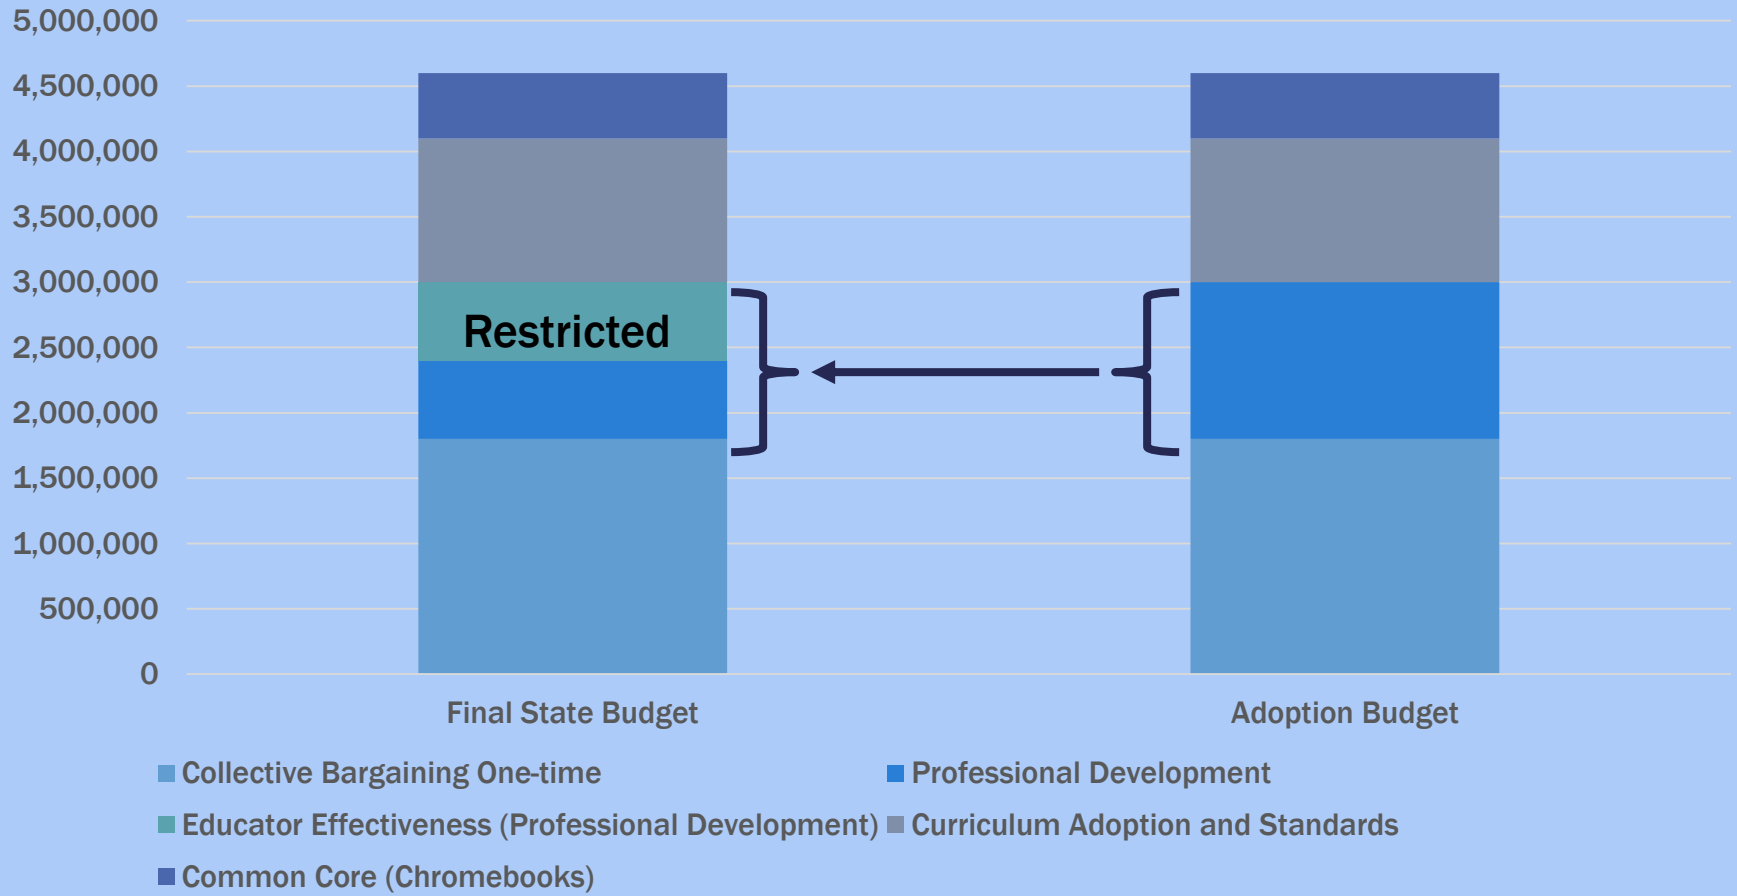 5,000,000
4,500,000
4,000,000
3,500,000
3,000,000
2,500,000
2,000,000
1,500,000
1,000,000
500,000
0
Restricted
Final State Budget
Adoption Budget
Collective Bargaining One-time
Professional Development
Educator Effectiveness (Professional Development)
Curriculum Adoption and Standards
Common Core (Chromebooks)